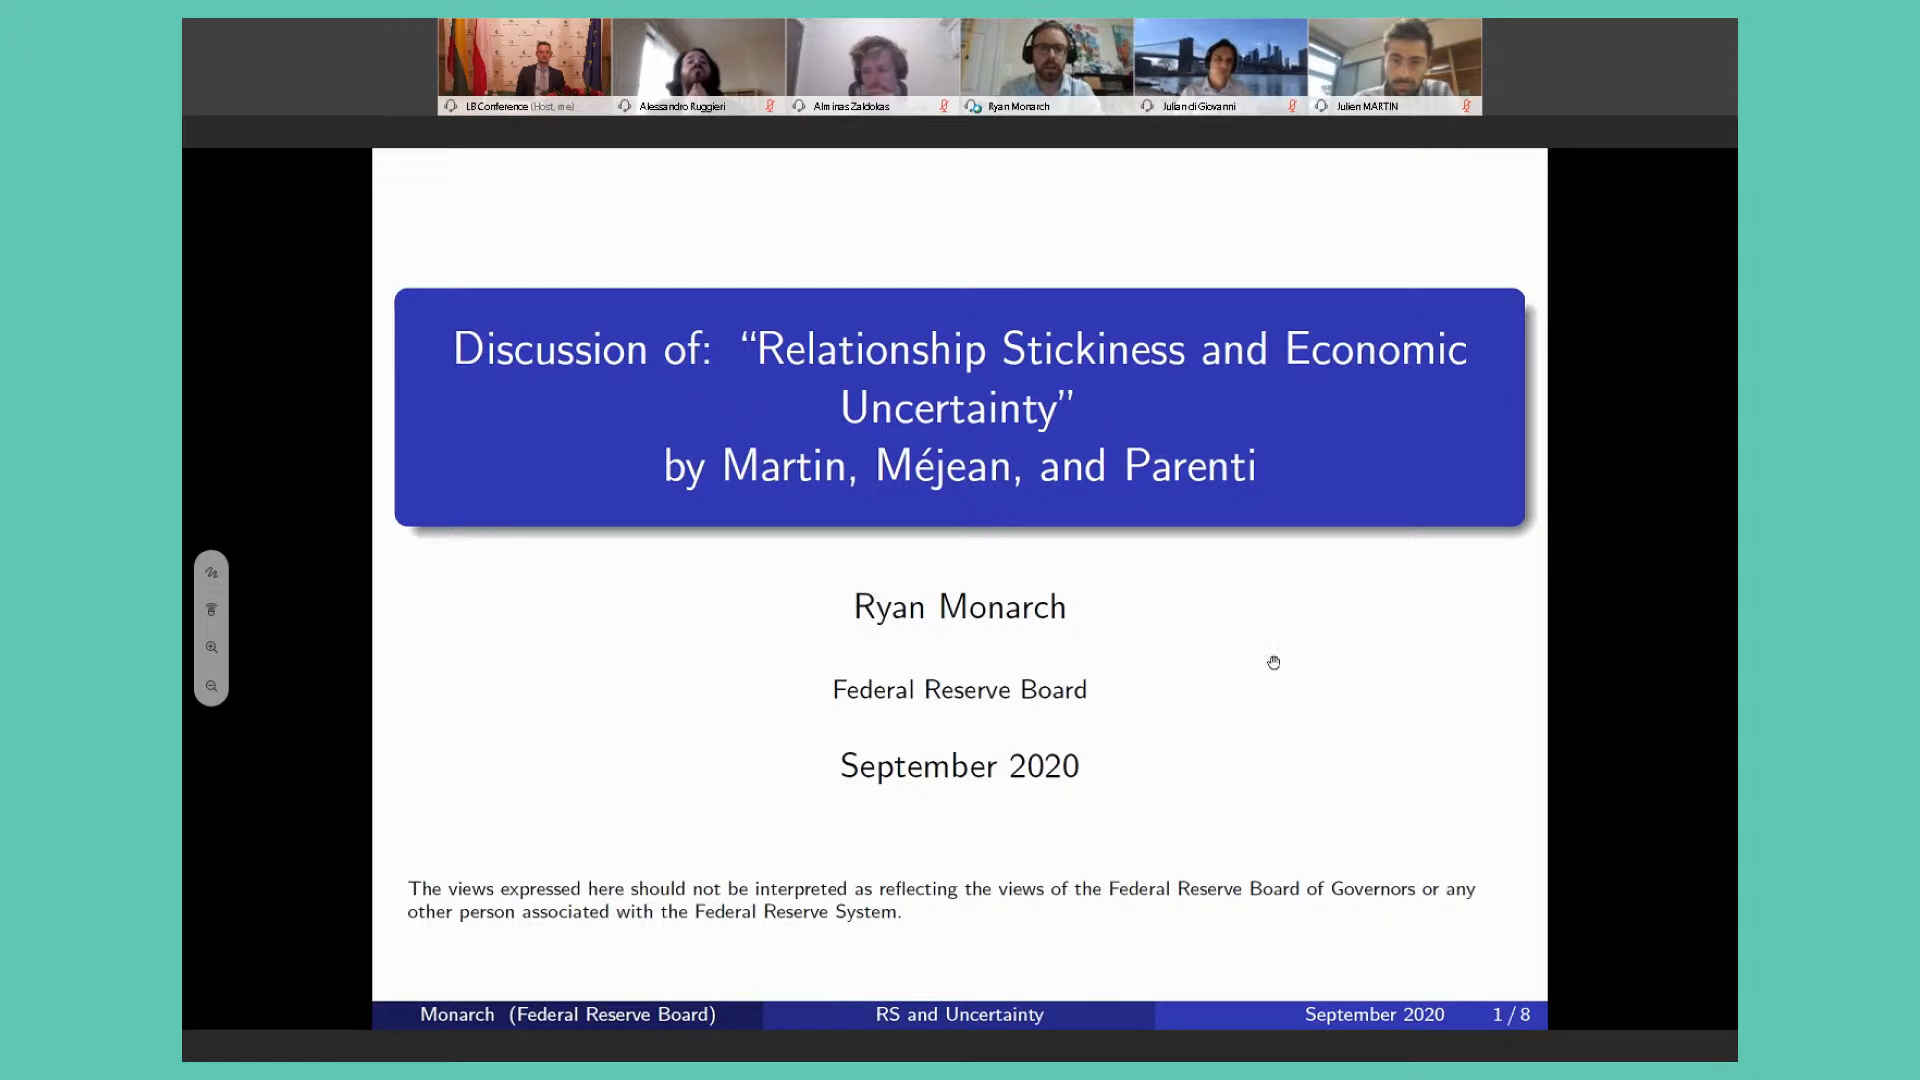 LB Conference (Host, me)
Alessandro Ruggieri
Alminas Zaldokas
Ryan Monarch
Julian di Giovanni
Julien MARTIN
Discussion of: “Relationship Stickiness and Economic
Uncertainty”
by Martin, Méjean, and Parenti
Ryan Monarch
Federal Reserve Board
September 2020
The views expressed here should not be interpreted as reflecting the views of the Federal Reserve Board of Governors or any
other person associated with the Federal Reserve System.
Monarch (Federal Reserve Board)
RS and Uncertainty
September 2020
1 / 8